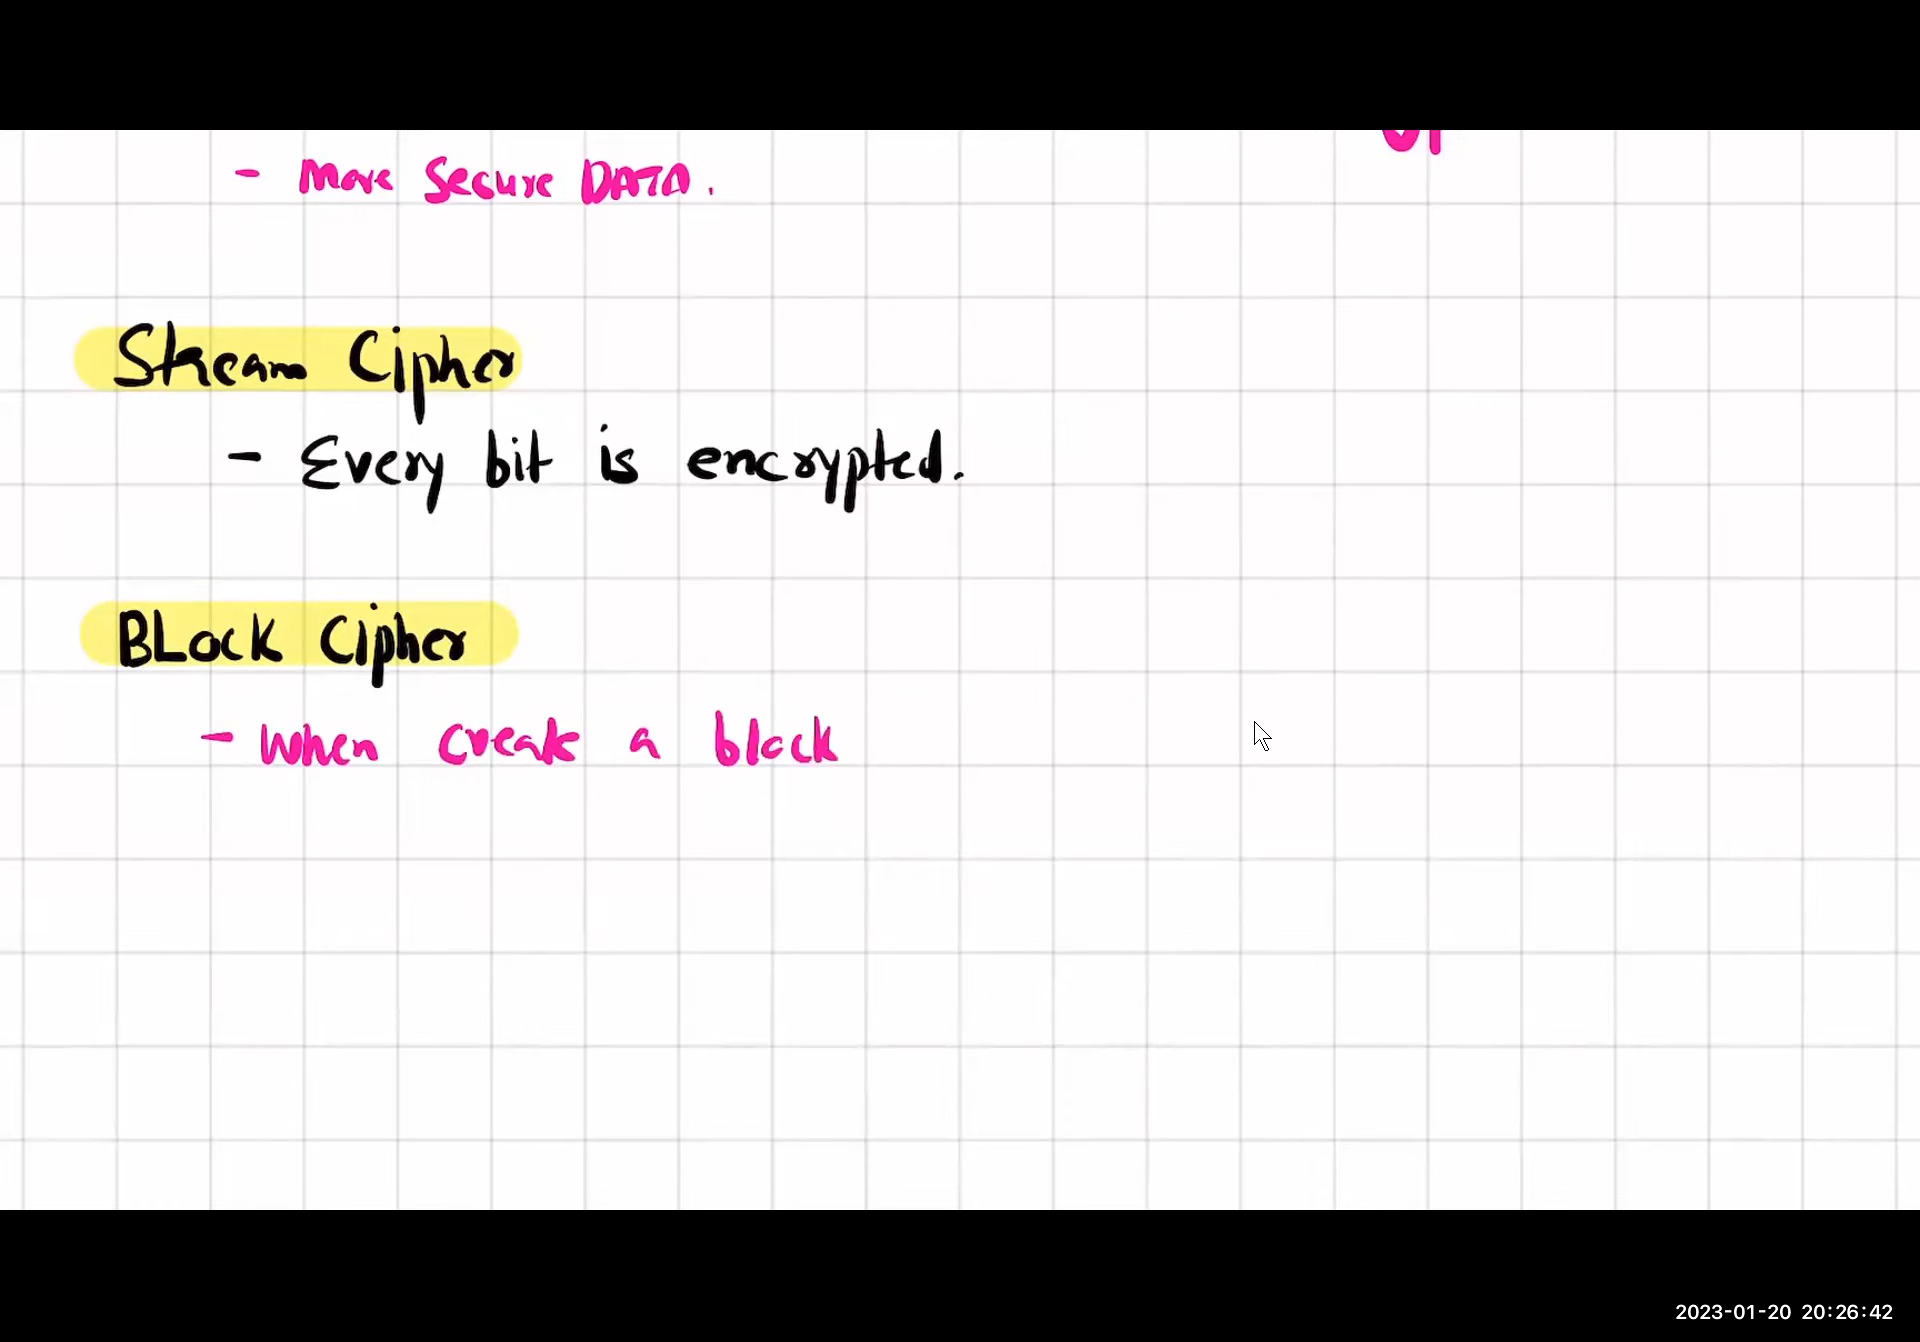 - More Secure DATA.
Stream Cipher
- Every bit is encrypted.
BLock Cipher
- When create a block
2023-01-20 20:26:42